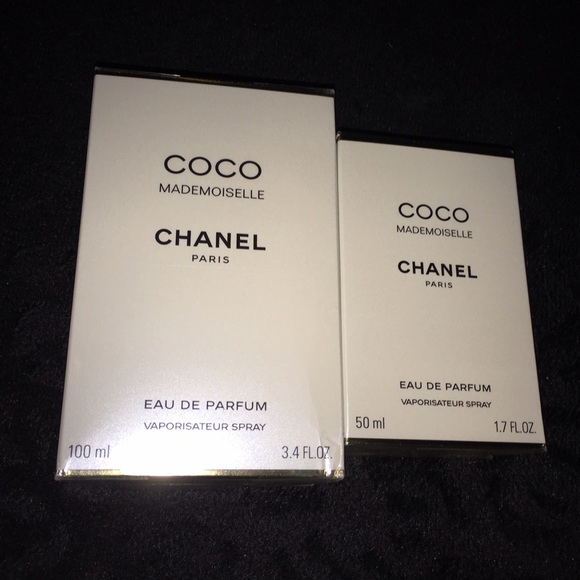 COCO
MADEMOISELLE
CHANEL
PARIS
EAU DE PARFUM
VAPORISATEUR SPRAY
100 ml 3.4 FL.OZ.
COCO
MADEMOISELLE
CHANEL
PARIS
EAU DE PARFUM
VAPORISATEUR SPRAY
50 ml 1.7 FL.OZ.